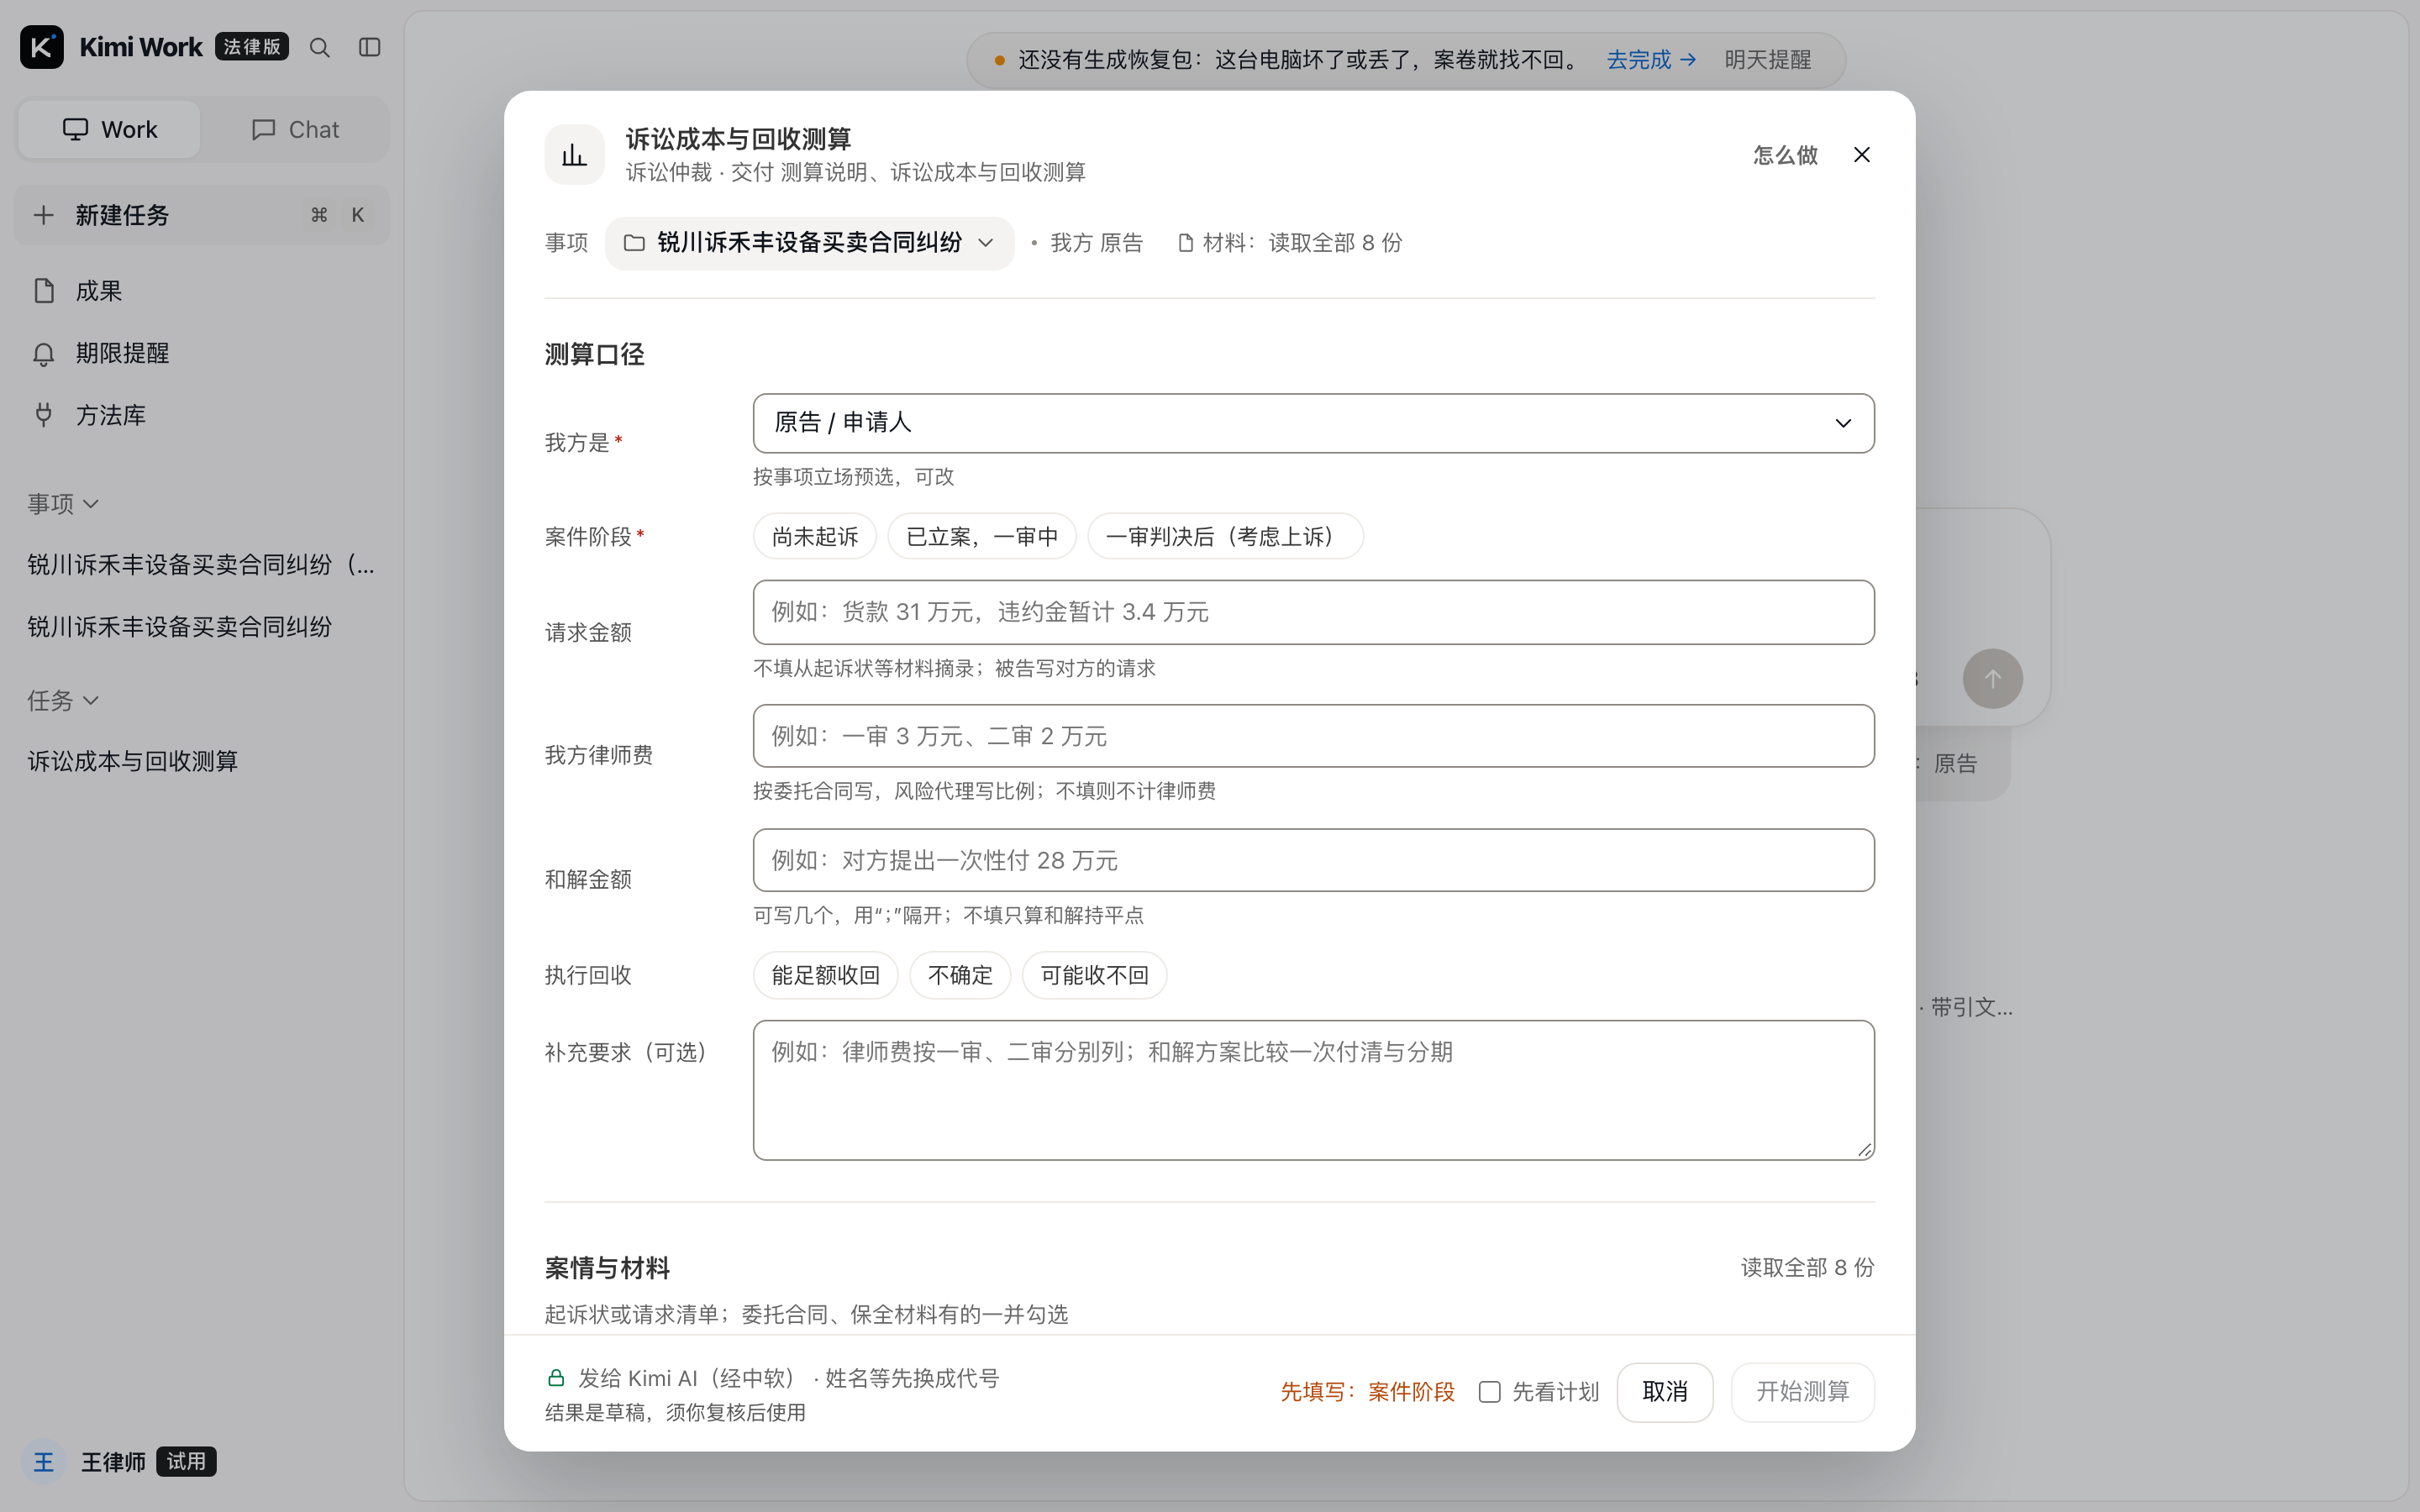 Kimi Work 法律版
Work
Chat
新建任务 ⌘ K
成果
期限提醒
方法库
事项
锐川诉禾丰设备买卖合同纠纷（...
锐川诉禾丰设备买卖合同纠纷
任务
诉讼成本与回收测算
王 王律师 试用
还没有生成恢复包：这台电脑坏了或丢了，案卷就找不回。 去完成 → 明天提醒
诉讼成本与回收测算
诉讼仲裁 · 交付 测算说明、诉讼成本与回收测算
怎么做
事项 锐川诉禾丰设备买卖合同纠纷 • 我方 原告 材料：读取全部 8 份
测算口径
我方是*
原告 / 申请人
按事项立场预选，可改
案件阶段* 尚未起诉 已立案，一审中 一审判决后（考虑上诉）
请求金额
例如：货款 31 万元，违约金暂计 3.4 万元
不填从起诉状等材料摘录；被告写对方的请求
我方律师费
例如：一审 3 万元、二审 2 万元
按委托合同写，风险代理写比例；不填则不计律师费
和解金额
例如：对方提出一次性付 28 万元
可写几个，用“；”隔开；不填只算和解持平点
执行回收 能足额收回 不确定 可能收不回
补充要求（可选）
例如：律师费按一审、二审分别列；和解方案比较一次付清与分期
案情与材料 读取全部 8 份
起诉状或请求清单；委托合同、保全材料有的一并勾选
发给 Kimi AI（经中软） · 姓名等先换成代号
结果是草稿，须你复核后使用
先填写：案件阶段 先看计划 取消 开始测算
：原告
· 带引文...